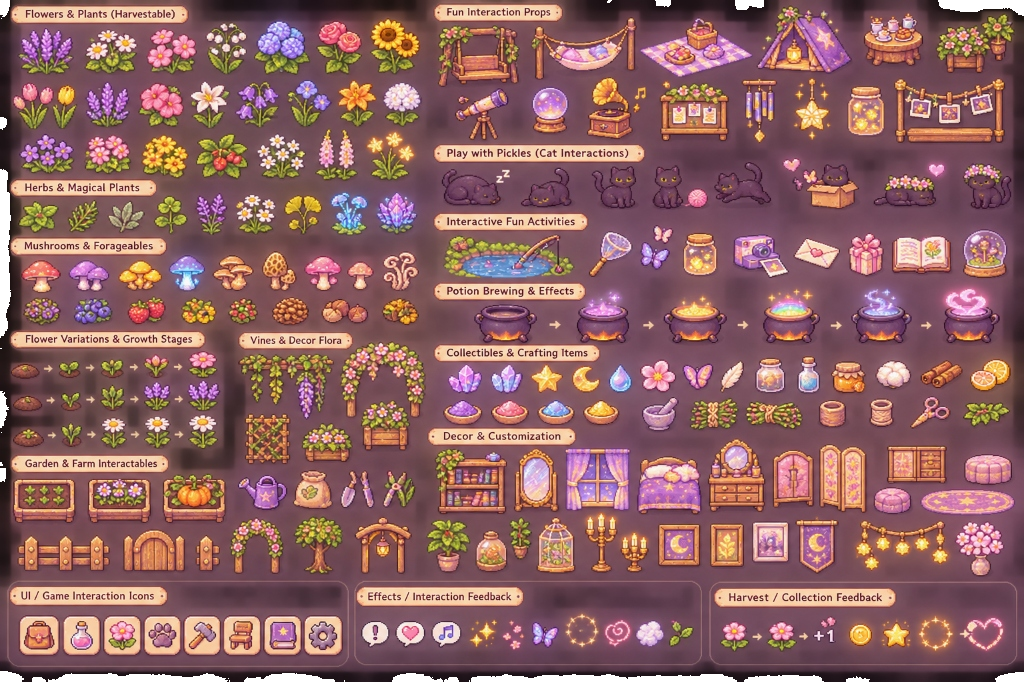 Flowers & Plants (Harvestable)
Fun Interaction Props
Play with Pickles (Cat Interactions)
zZ
Herbs & Magical Plants
Interactive Fun Activities
Mushrooms & Forageables
Potion Brewing & Effects
Flower Variations & Growth Stages
Vines & Decor Flora
Collectibles & Crafting Items
Decor & Customization
Garden & Farm Interactables
UI / Game Interaction Icons
Effects / Interaction Feedback
Harvest / Collection Feedback
!
+1